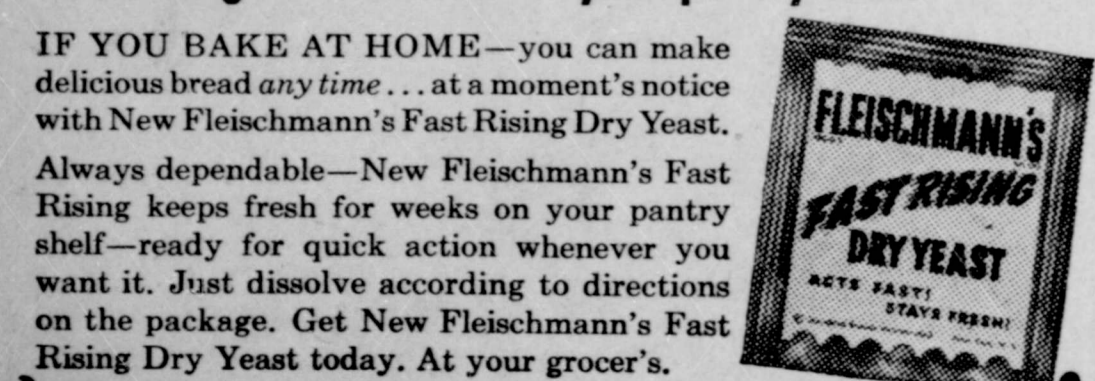 IF YOU BAKE AT HOME—you can make
delicious bread any time . . . at a moment's notice
with New Fleischmann's Fast Rising Dry Yeast.
Always dependable—New Fleischmann's Fast
Rising keeps fresh for weeks on your pantry
shelf—ready for quick action whenever you
want it. Just dissolve according to directions
on the package. Get New Fleischmann's Fast
Rising Dry Yeast today. At your grocer's.
FLEISCHMANN'S
FAST RISING
DRY YEAST
ACTS FAST!
STAYS FRESH!